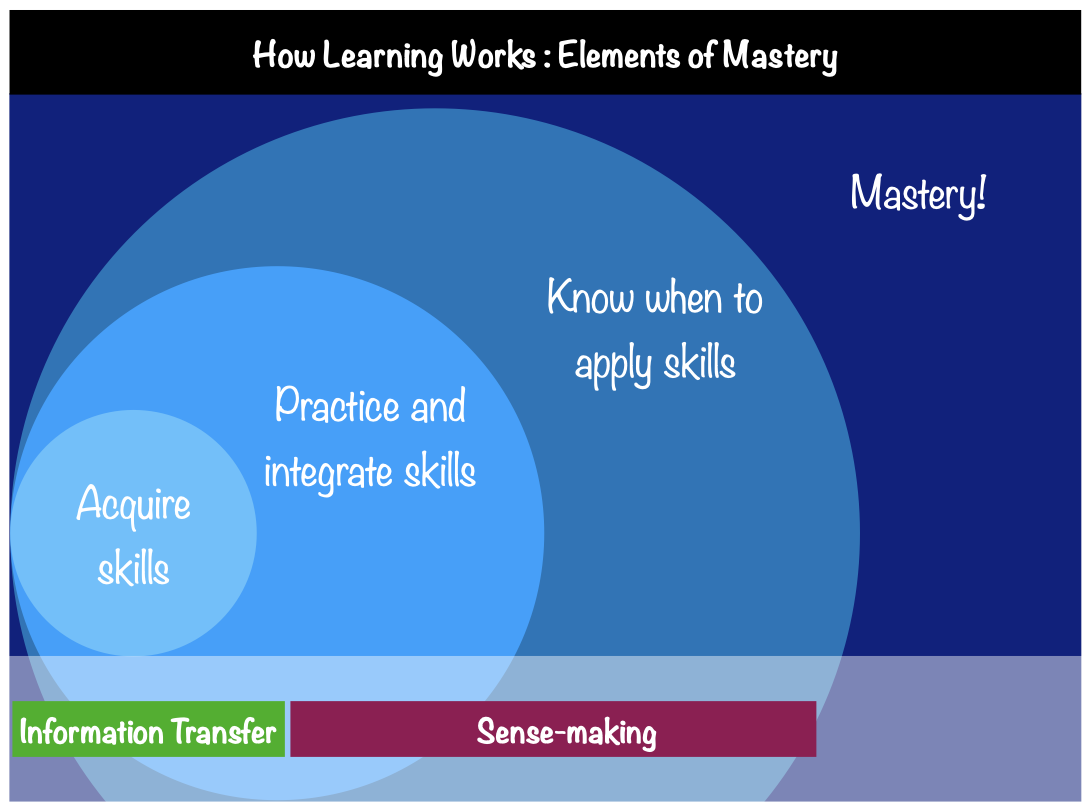 How Learning Works : Elements of Mastery
Mastery!
Know when to
apply skills
Practice and
integrate skills
Acquire
skills
Information Transfer
Sense-making